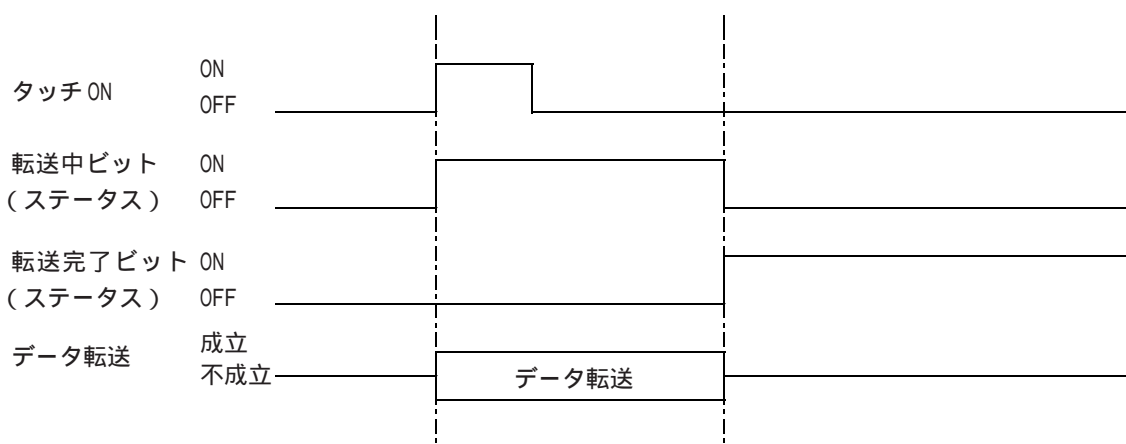 ON
タッチON
OFF
転送中ビット ON
(ステータス) OFF
転送完了ビット ON
(ステータス) OFF
成立
データ転送
不成立
データ転送